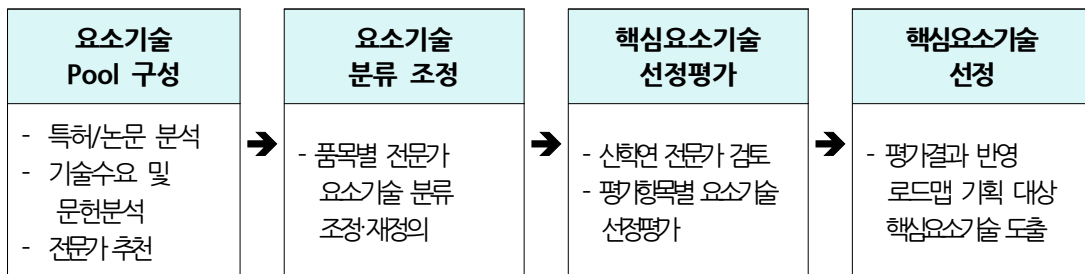 요소기술
Pool 구성
- 특허/논문 분석
- 기술수요 및
문헌분석
- 전문가 추천
➔
요소기술
분류 조정
- 품목별 전문가
요소기술 분류
조정·재정의
➔
핵심요소기술
선정평가
- 산학연 전문가 검토
- 평가항목별 요소기술
선정평가
➔
핵심요소기술
선정
- 평가결과 반영
로드맵 기획 대상
핵심요소기술 도출